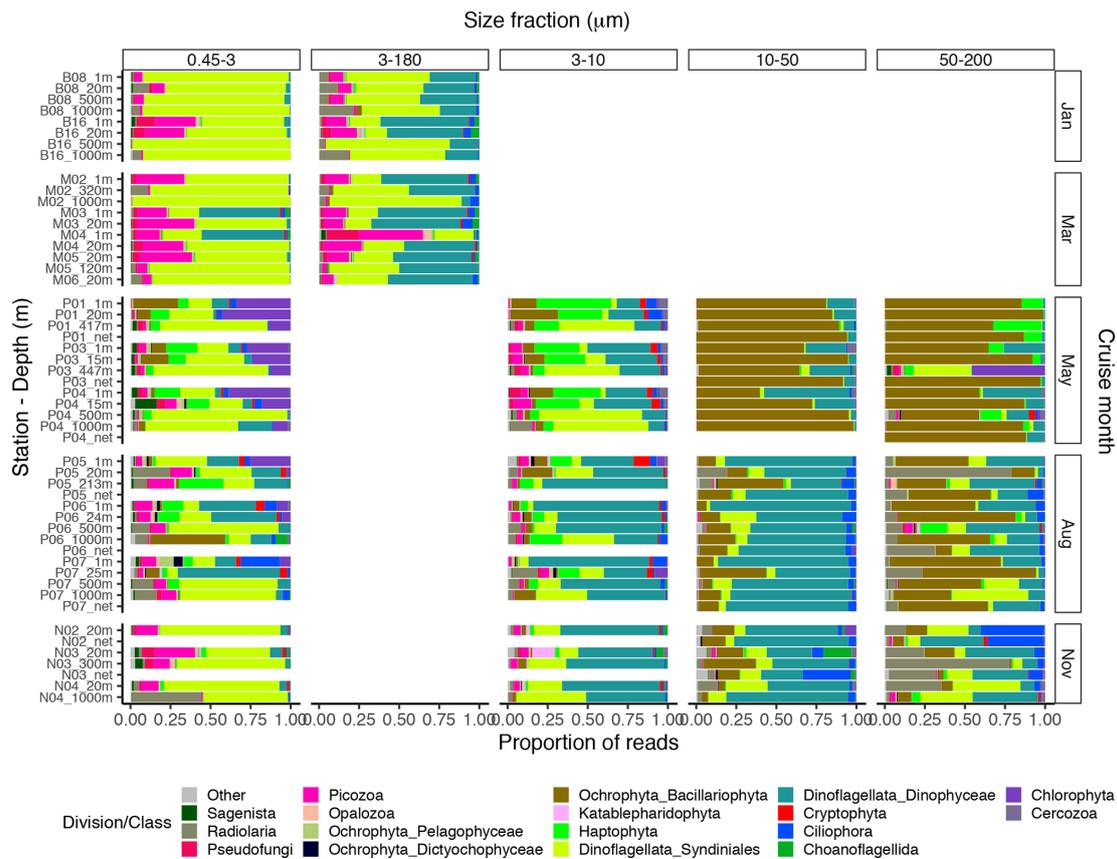 Size fraction (μm)
0.45-3 3-180 3-10 10-50 50-200
B08_1m
B08_20m
B08_500m
B08_1000m
B16_1m
B16_20m
B16_500m
B16_1000m
Jan
M02_1m
M02_320m
M02_1000m
M03_1m
M03_20m
M04_1m
M04_20m
M05_20m
M05_120m
M06_20m
Mar
P01_1m
P01_20m
P01_417m
P01_net
P03_1m
P03_15m
P03_447m
P03_net
P04_1m
P04_15m
P04_500m
P04_1000m
P04_net
May
P05_1m
P05_20m
P05_213m
P05_net
P06_1m
P06_24m
P06_500m
P06_1000m
P06_net
P07_1m
P07_25m
P07_500m
P07_1000m
P07_net
Aug
N02_20m
N02_net
N03_20m
N03_300m
N03_net
N04_20m
N04_1000m
Nov
Station - Depth (m)
Cruise month
0.00 0.25 0.50 0.75 1.00 0.00 0.25 0.50 0.75 1.00 0.00 0.25 0.50 0.75 1.00 0.00 0.25 0.50 0.75 1.00 0.00 0.25 0.50 0.75 1.00
Proportion of reads
Division/Class
Other Picozoa Ochrophyta_Bacillariophyta Dinoflagellata_Dinophyceae Chlorophyta
Sagenista Opalozoa Katablepharidophyta Cryptophyta Cercozoa
Radiolaria Ochrophyta_Pelagophyceae Haptophyta Ciliophora
Pseudofungi Ochrophyta_Dictyochophyceae Dinoflagellata_Syndiniales Choanoflagellida